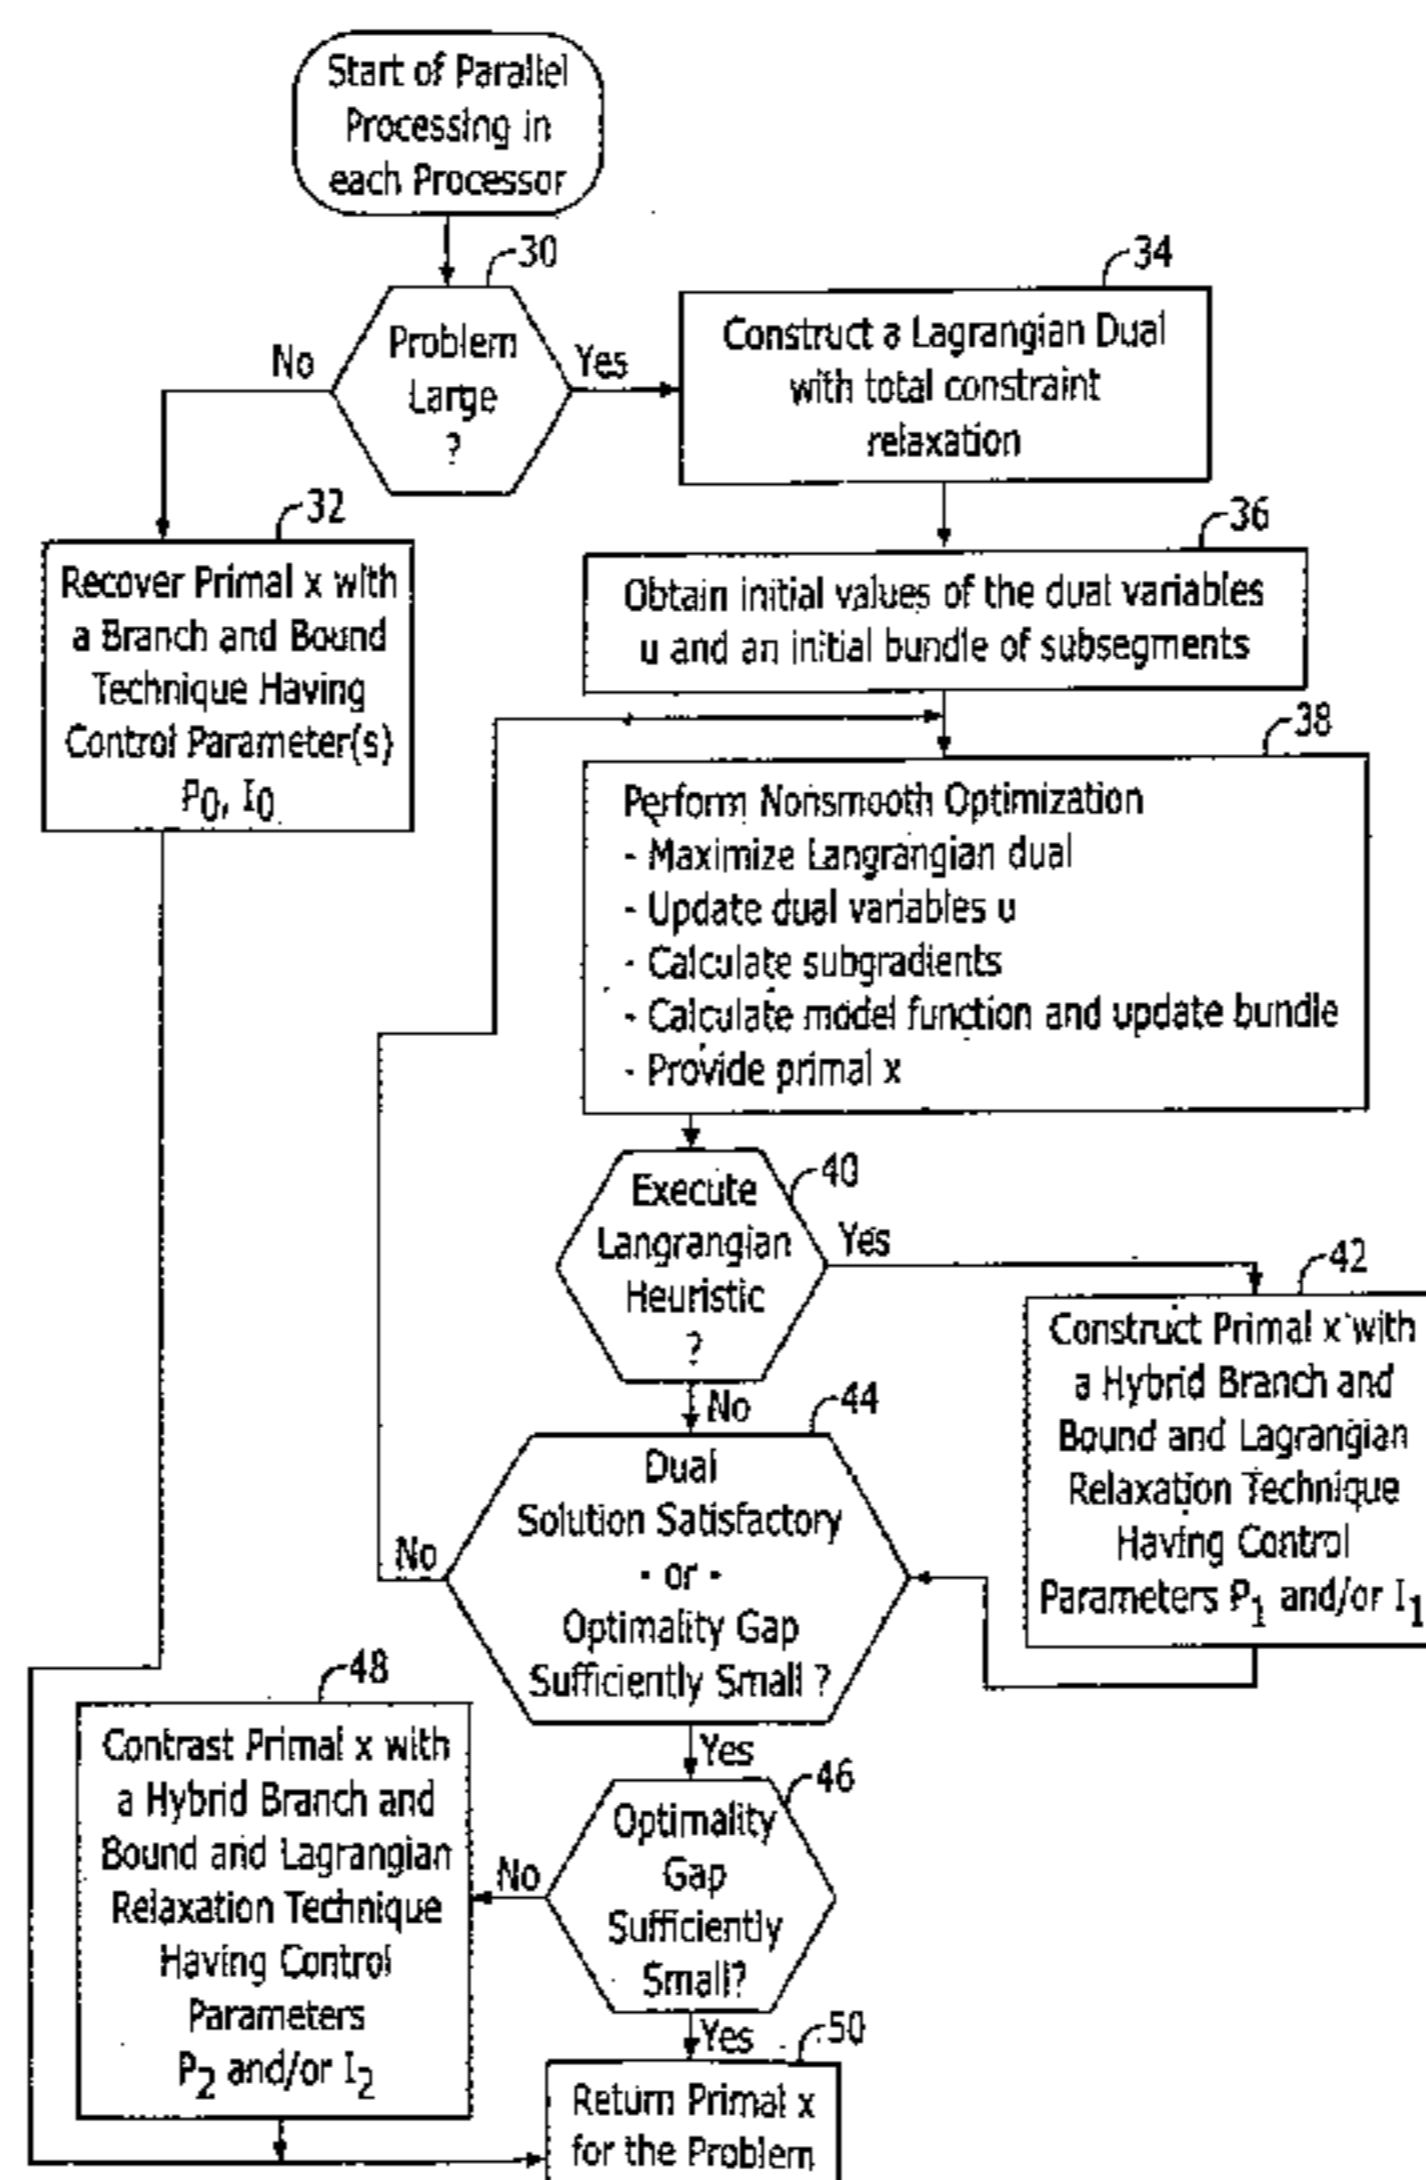 Start of Parallel
Processing in
each Processor
30
Problem
Large
?
No
Yes
34
Construct a Lagrangian Dual
with total constraint
relaxation
32
Recover Primal x with
a Branch and Bound
Technique Having
Control Parameter(s)
P0, I0
36
Obtain initial values of the dual variables
u and an initial bundle of subsegments
38
Perform Nonsmooth Optimization
- Maximize Langrangian dual
- Update dual variables u
- Calculate subgradients
- Calculate model function and update bundle
- Provide primal x
40
Execute
Langrangian
Heuristic
?
Yes
No
42
Construct Primal x with
a Hybrid Branch and
Bound and Lagrangian
Relaxation Technique
Having Control
Parameters P1 and/or I1
44
Dual
Solution Satisfactory
- or -
Optimality Gap
Sufficiently Small ?
No
Yes
46
Optimality
Gap
Sufficiently
Small?
No
Yes
48
Contrast Primal x with
a Hybrid Branch and
Bound and Lagrangian
Relaxation Technique
Having Control
Parameters
P2 and/or I2
50
Return Primal x
for the Problem